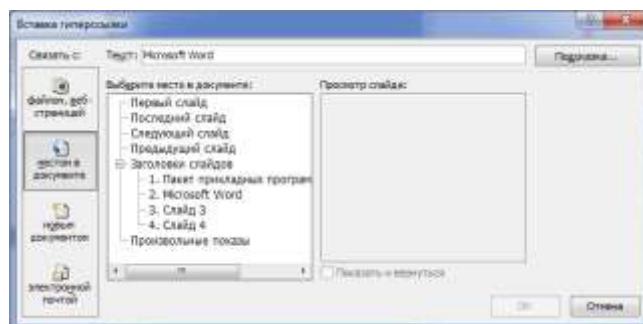 Вставка гиперссылки
Связать с:
Текст: Microsoft Word
Подсказка...
файлом, веб-
страницей
местом в
документе
новым
документом
электронной
почтой
Выберите место в документе:
Первый слайд
Последний слайд
Следующий слайд
Предыдущий слайд
Заголовки слайдов
1. Пакет прикладных програм
2. Microsoft Word
3. Слайд 3
4. Слайд 4
Произвольные показы
Просмотр слайда:
Показать и вернуться
ОК
Отмена